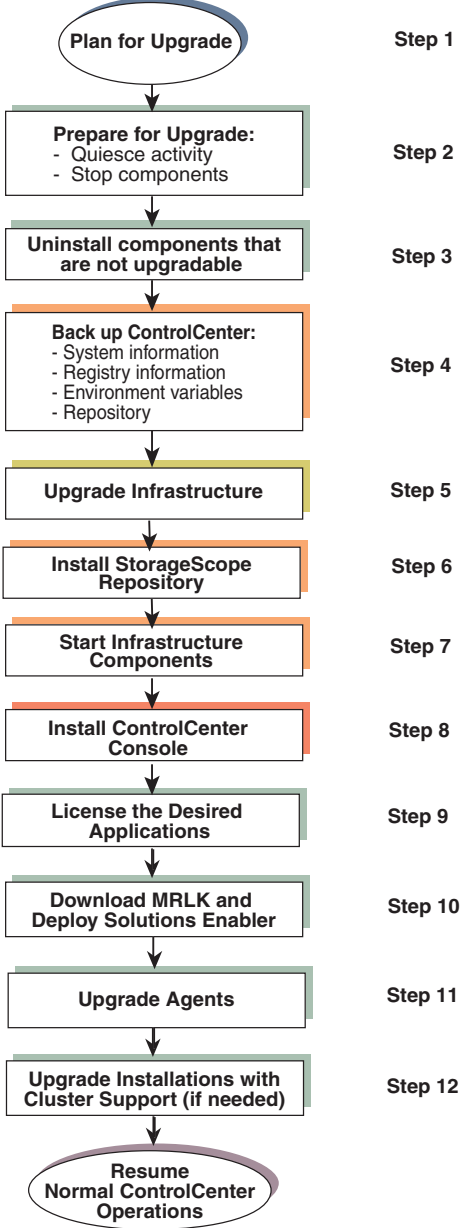 Plan for Upgrade
Step 1
Prepare for Upgrade:
- Quiesce activity
- Stop components
Step 2
Uninstall components that
are not upgradable
Step 3
Back up ControlCenter:
- System information
- Registry information
- Environment variables
- Repository
Step 4
Upgrade Infrastructure
Step 5
Install StorageScope
Repository
Step 6
Start Infrastructure
Components
Step 7
Install ControlCenter
Console
Step 8
License the Desired
Applications
Step 9
Download MRLK and
Deploy Solutions Enabler
Step 10
Upgrade Agents
Step 11
Upgrade Installations with
Cluster Support (if needed)
Step 12
Resume
Normal ControlCenter
Operations